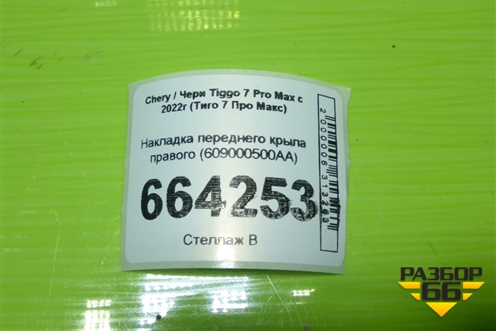 Chery / Чери Tiggo 7 Pro Max с
2022г (Тиго 7 Про Макс)
Накладка переднего крыла
правого (609000500AA)
664253
Стеллаж В
РАЗБОР
66